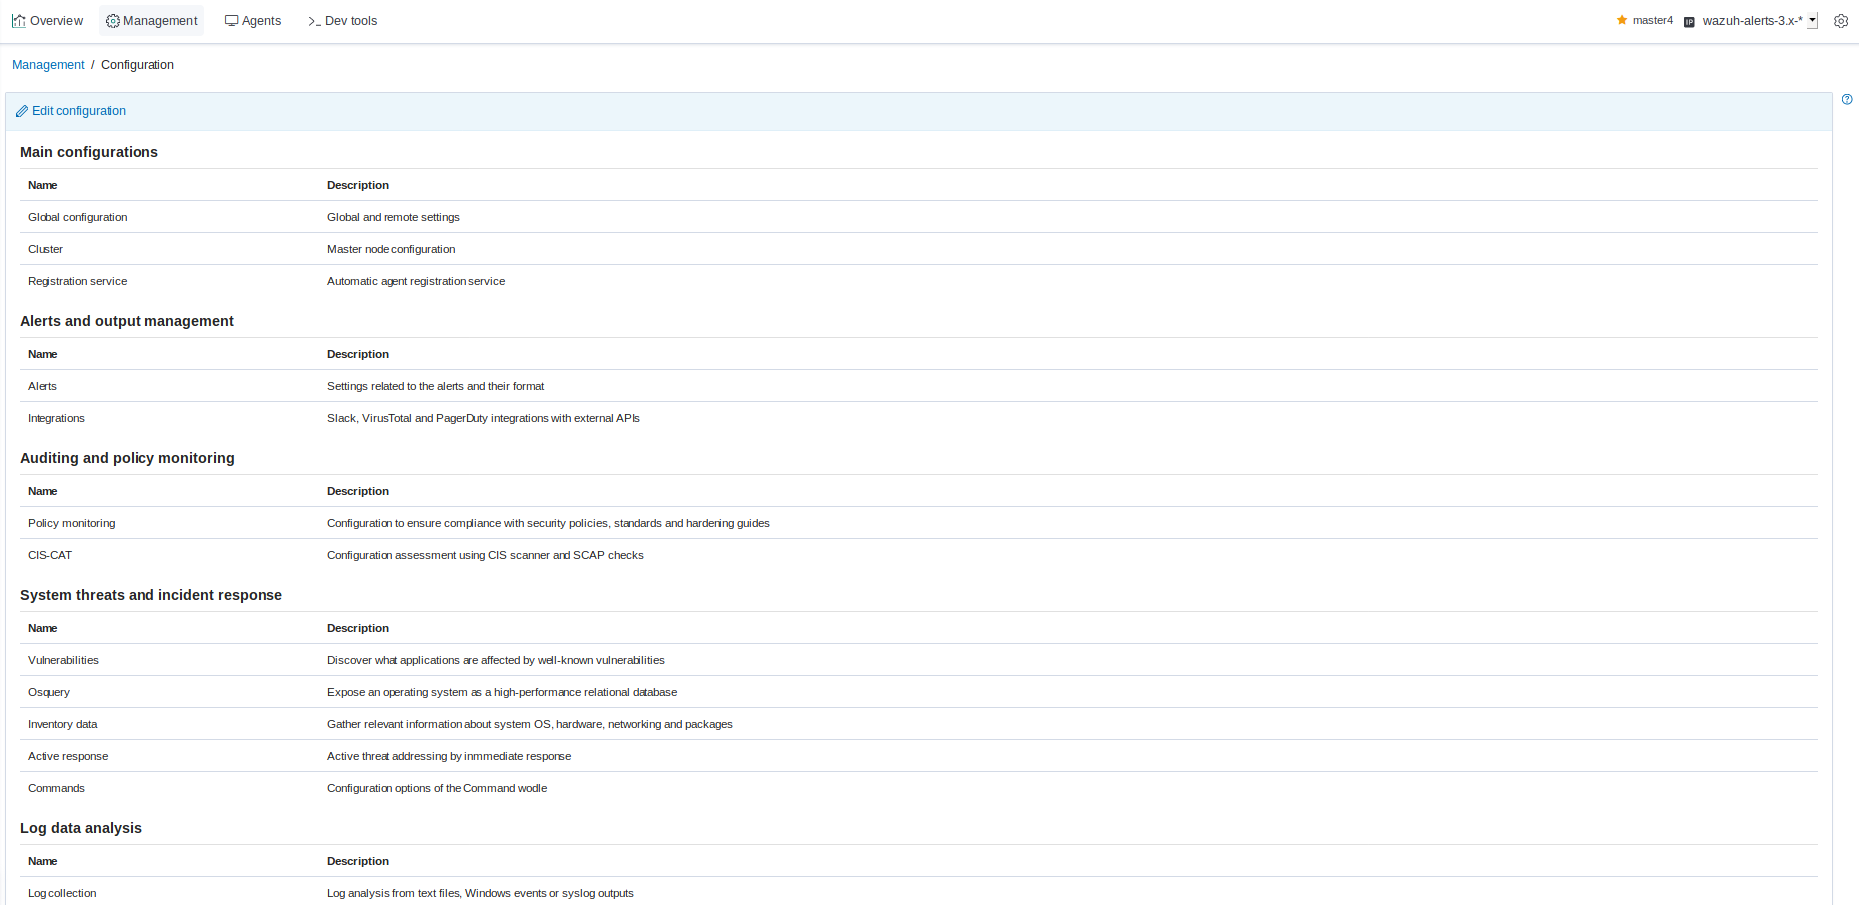 Overview Management Agents >_ Dev tools master4 IP wazuh-alerts-3.x-*
Management / Configuration
Edit configuration
Main configurations
Name Description
Global configuration Global and remote settings
Cluster Master node configuration
Registration service Automatic agent registration service
Alerts and output management
Name Description
Alerts Settings related to the alerts and their format
Integrations Slack, VirusTotal and PagerDuty integrations with external APIs
Auditing and policy monitoring
Name Description
Policy monitoring Configuration to ensure compliance with security policies, standards and hardening guides
CIS-CAT Configuration assessment using CIS scanner and SCAP checks
System threats and incident response
Name Description
Vulnerabilities Discover what applications are affected by well-known vulnerabilities
Osquery Expose an operating system as a high-performance relational database
Inventory data Gather relevant information about system OS, hardware, networking and packages
Active response Active threat addressing by inmmediate response
Commands Configuration options of the Command wodle
Log data analysis
Name Description
Log collection Log analysis from text files, Windows events or syslog outputs